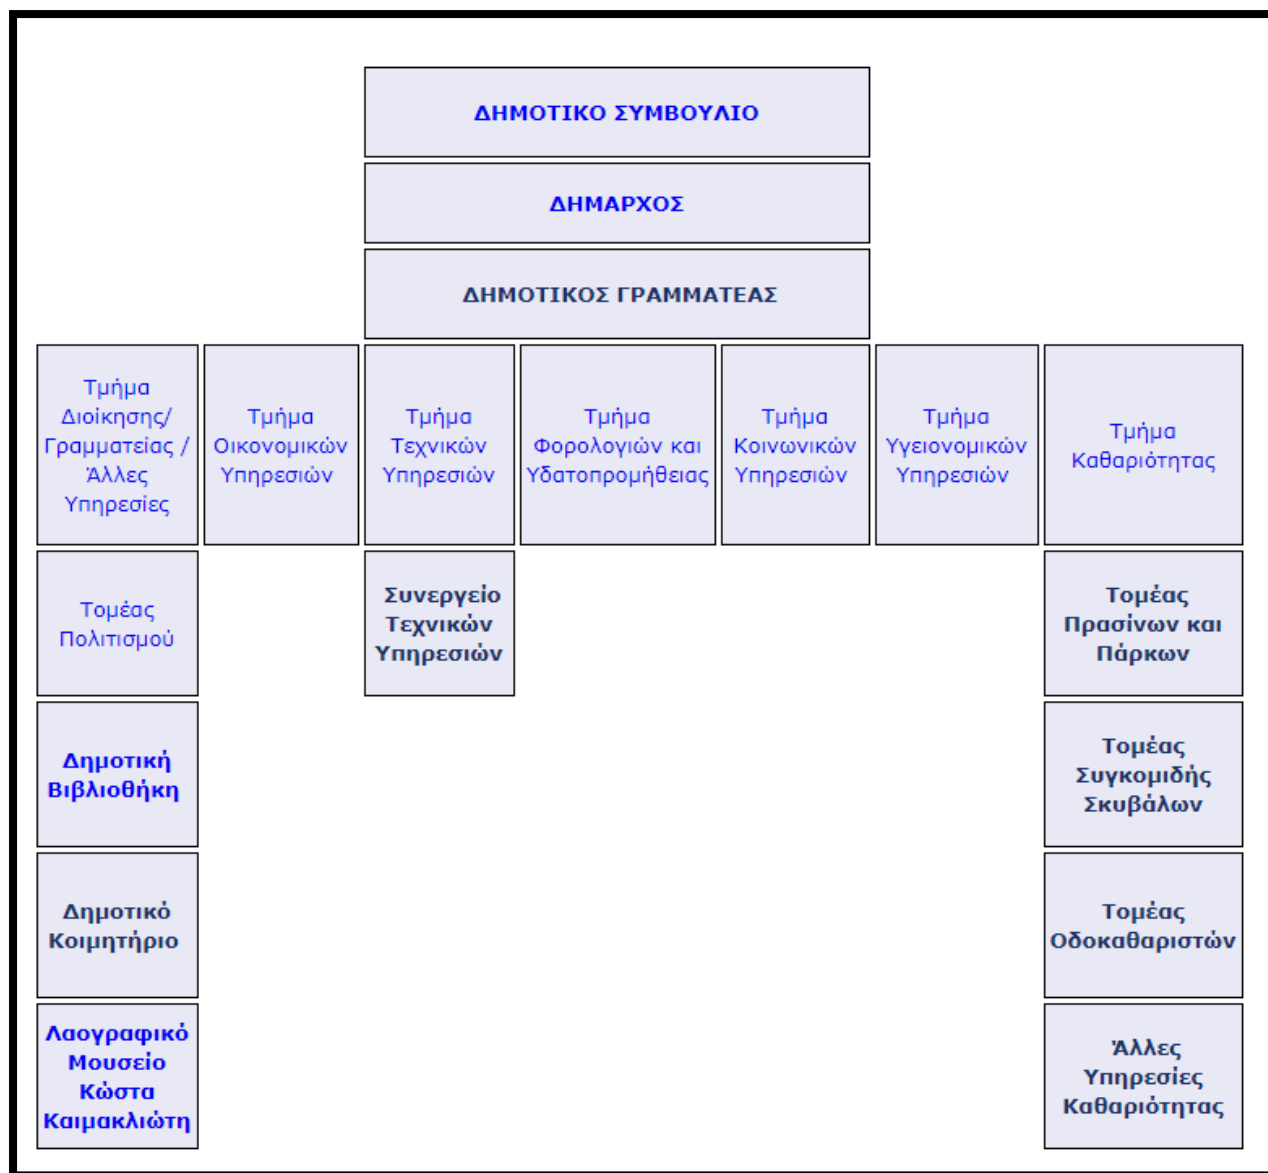 ΔΗΜΟΤΙΚΟ ΣΥΜΒΟΥΛΙΟ
ΔΗΜΑΡΧΟΣ
ΔΗΜΟΤΙΚΟΣ ΓΡΑΜΜΑΤΕΑΣ
Τμήμα
Διοίκησης/
Γραμματείας /
Άλλες
Υπηρεσίες
Τμήμα
Οικονομικών
Υπηρεσιών
Τμήμα
Τεχνικών
Υπηρεσιών
Τμήμα
Φορολογιών και
Υδατοπρομήθειας
Τμήμα
Κοινωνικών
Υπηρεσιών
Τμήμα
Υγειονομικών
Υπηρεσιών
Τμήμα
Καθαριότητας
Τομέας
Πολιτισμού
Συνεργείο
Τεχνικών
Υπηρεσιών
Τομέας
Πρασίνων και
Πάρκων
Δημοτική
Βιβλιοθήκη
Τομέας
Συγκομιδής
Σκυβάλων
Δημοτικό
Κοιμητήριο
Τομέας
Οδοκαθαριστών
Λαογραφικό
Μουσείο
Κώστα
Καιμακλιώτη
Άλλες
Υπηρεσίες
Καθαριότητας